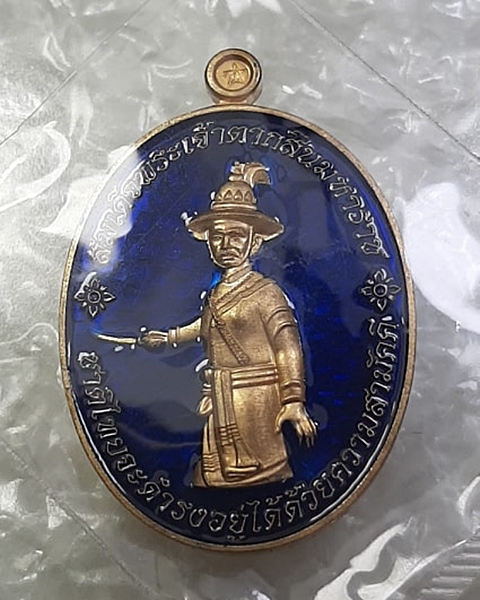 สมเด็จพระเจ้าตากสินมหาราช
ชาติไทยจะดำรงอยู่ได้ด้วยความสามัคคี